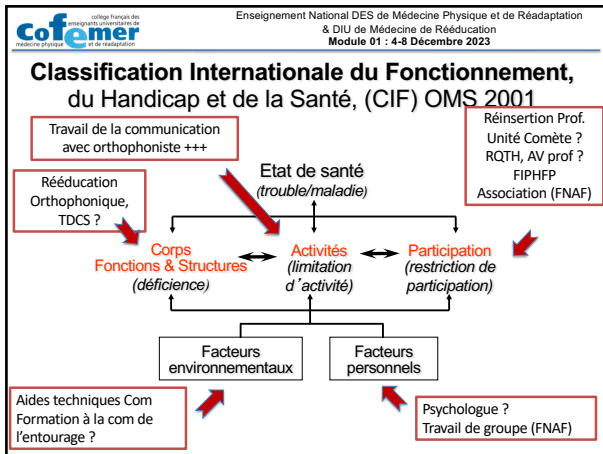 collège français des
enseignants universitaires de
Cofemer
médecine physique et de réadaptation
Enseignement National DES de Médecine Physique et de Réadaptation
& DIU de Médecine de Rééducation
Module 01 : 4-8 Décembre 2023
Classification Internationale du Fonctionnement,
du Handicap et de la Santé, (CIF) OMS 2001
Travail de la communication
avec orthophoniste +++
Réinsertion Prof.
Unité Comète ?
RQTH, AV prof ?
FIPHFP
Association (FNAF)
Etat de santé
(trouble/maladie)
Rééducation
Orthophonique,
TDCS ?
Corps
Fonctions & Structures
(déficience)
Activités
(limitation
d´activité)
Participation
(restriction de
participation)
Facteurs
environnementaux
Facteurs
personnels
Aides techniques Com
Formation à la com de
l'entourage ?
Psychologue ?
Travail de groupe (FNAF)